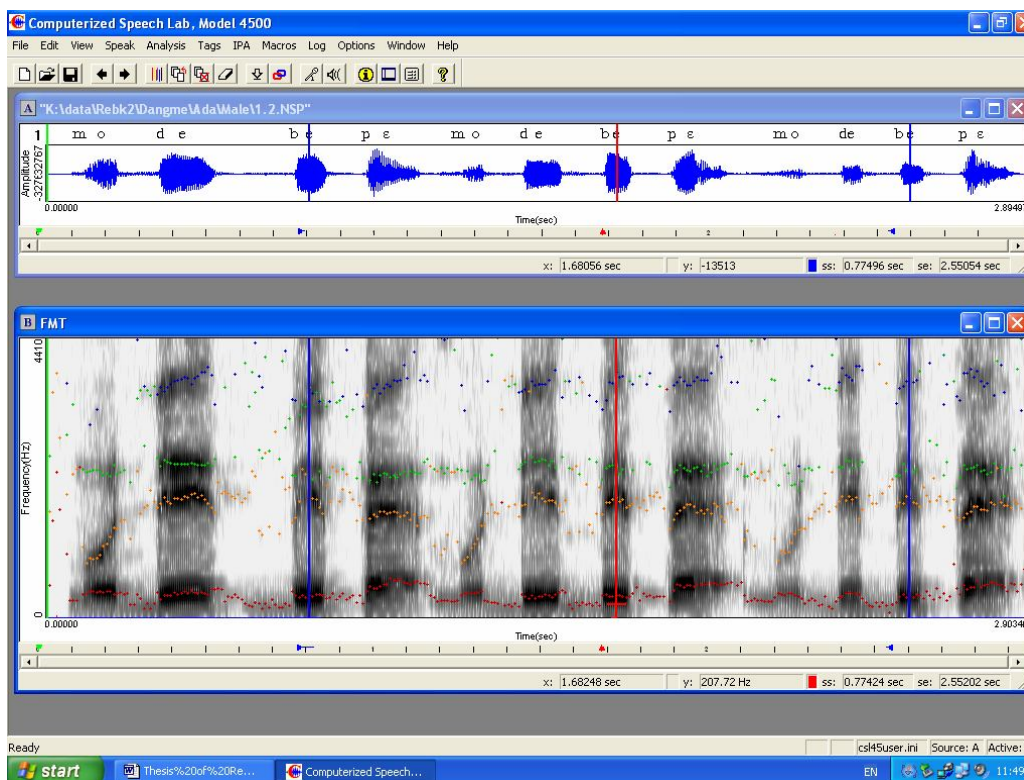 Computerized Speech Lab, Model 4500
File Edit View Speak Analysis Tags IPA Macros Log Options Window Help
A "K:\data\Rebk2\Dangme\Ada\Male\1.2.NSP"
1 m o d e b e p ɛ m o d e b e p ɛ m o d e b e p ɛ
Amplitude
0.00000 2.8949
Time(sec)
x: 1.68056 sec y: -13513 ss: 0.77496 sec se: 2.55054 sec
B FMT
4410
Frequency(Hz)
0
0.00000 2.9034
Time(sec)
x: 1.68248 sec y: 207.72 Hz ss: 0.77424 sec se: 2.55202 sec
Ready csl45user.ini Source: A Active:
start Thesis%20of%20Re... Computerized Speech... EN 11:49